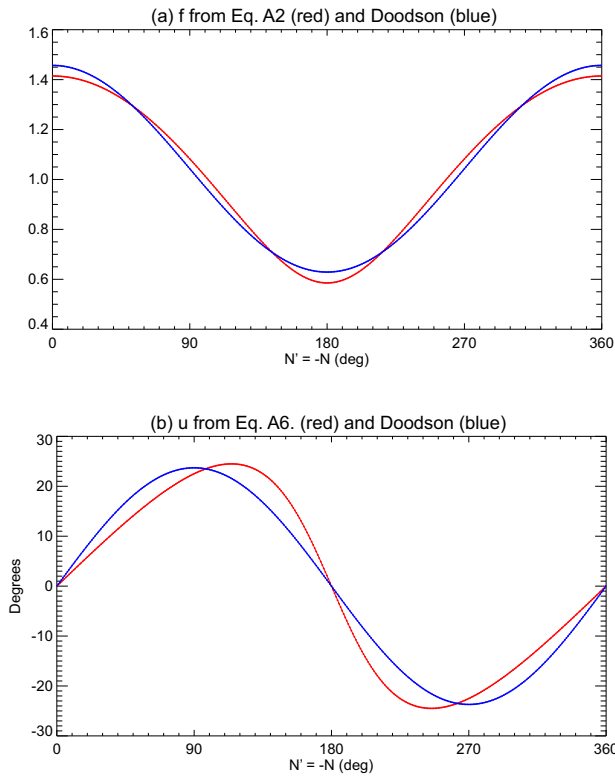 (a) f from Eq. A2 (red) and Doodson (blue)
1.6
1.4
1.2
1.0
0.8
0.6
0.4
0 90 180 270 360
N' = -N (deg)
(b) u from Eq. A6. (red) and Doodson (blue)
30
20
10
0
-10
-20
-30
Degrees
0 90 180 270 360
N' = -N (deg)